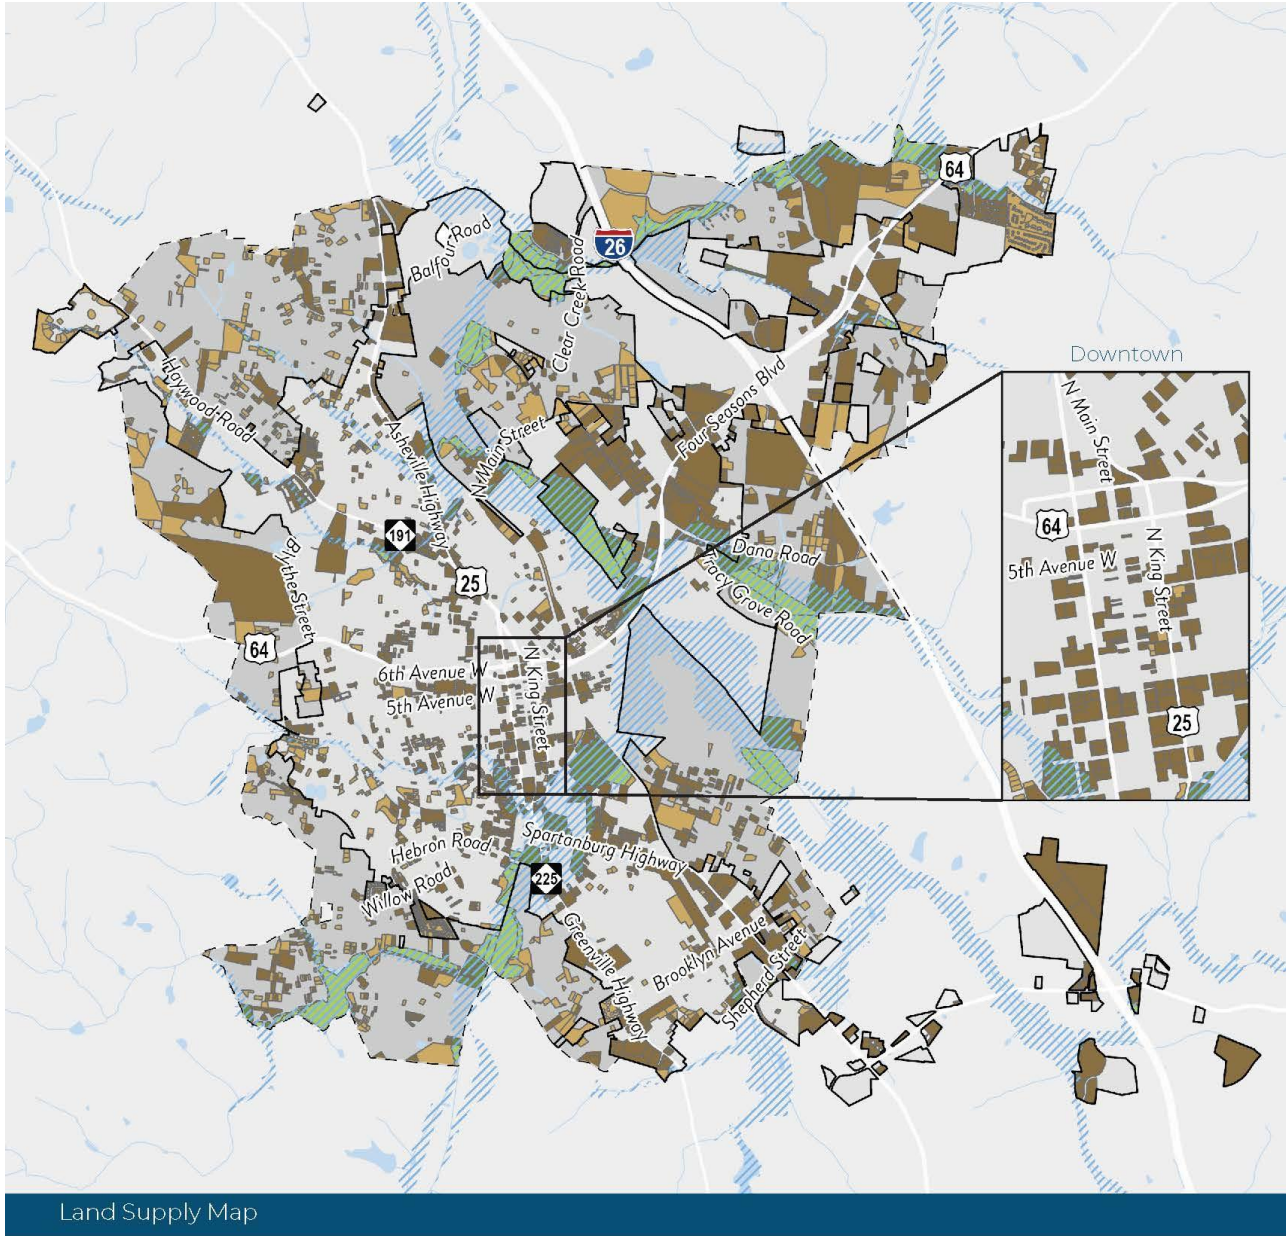 64
Balfour Road
26
Clear Creek Road
Downtown
Haywood Road
Four Seasons Blvd
N Main Street
Asheville Highway
N Main Street
191
64
Dana Road
Blythe Street
25
5th Avenue W
N King Street
Tracy Grove Road
64
6th Avenue W
N King Street
5th Avenue W
25
Hebron Road
Spartanburg Highway
Willow Road
225
Greenville Highway
Brooklyn Avenue
Shepherd Street
Land Supply Map